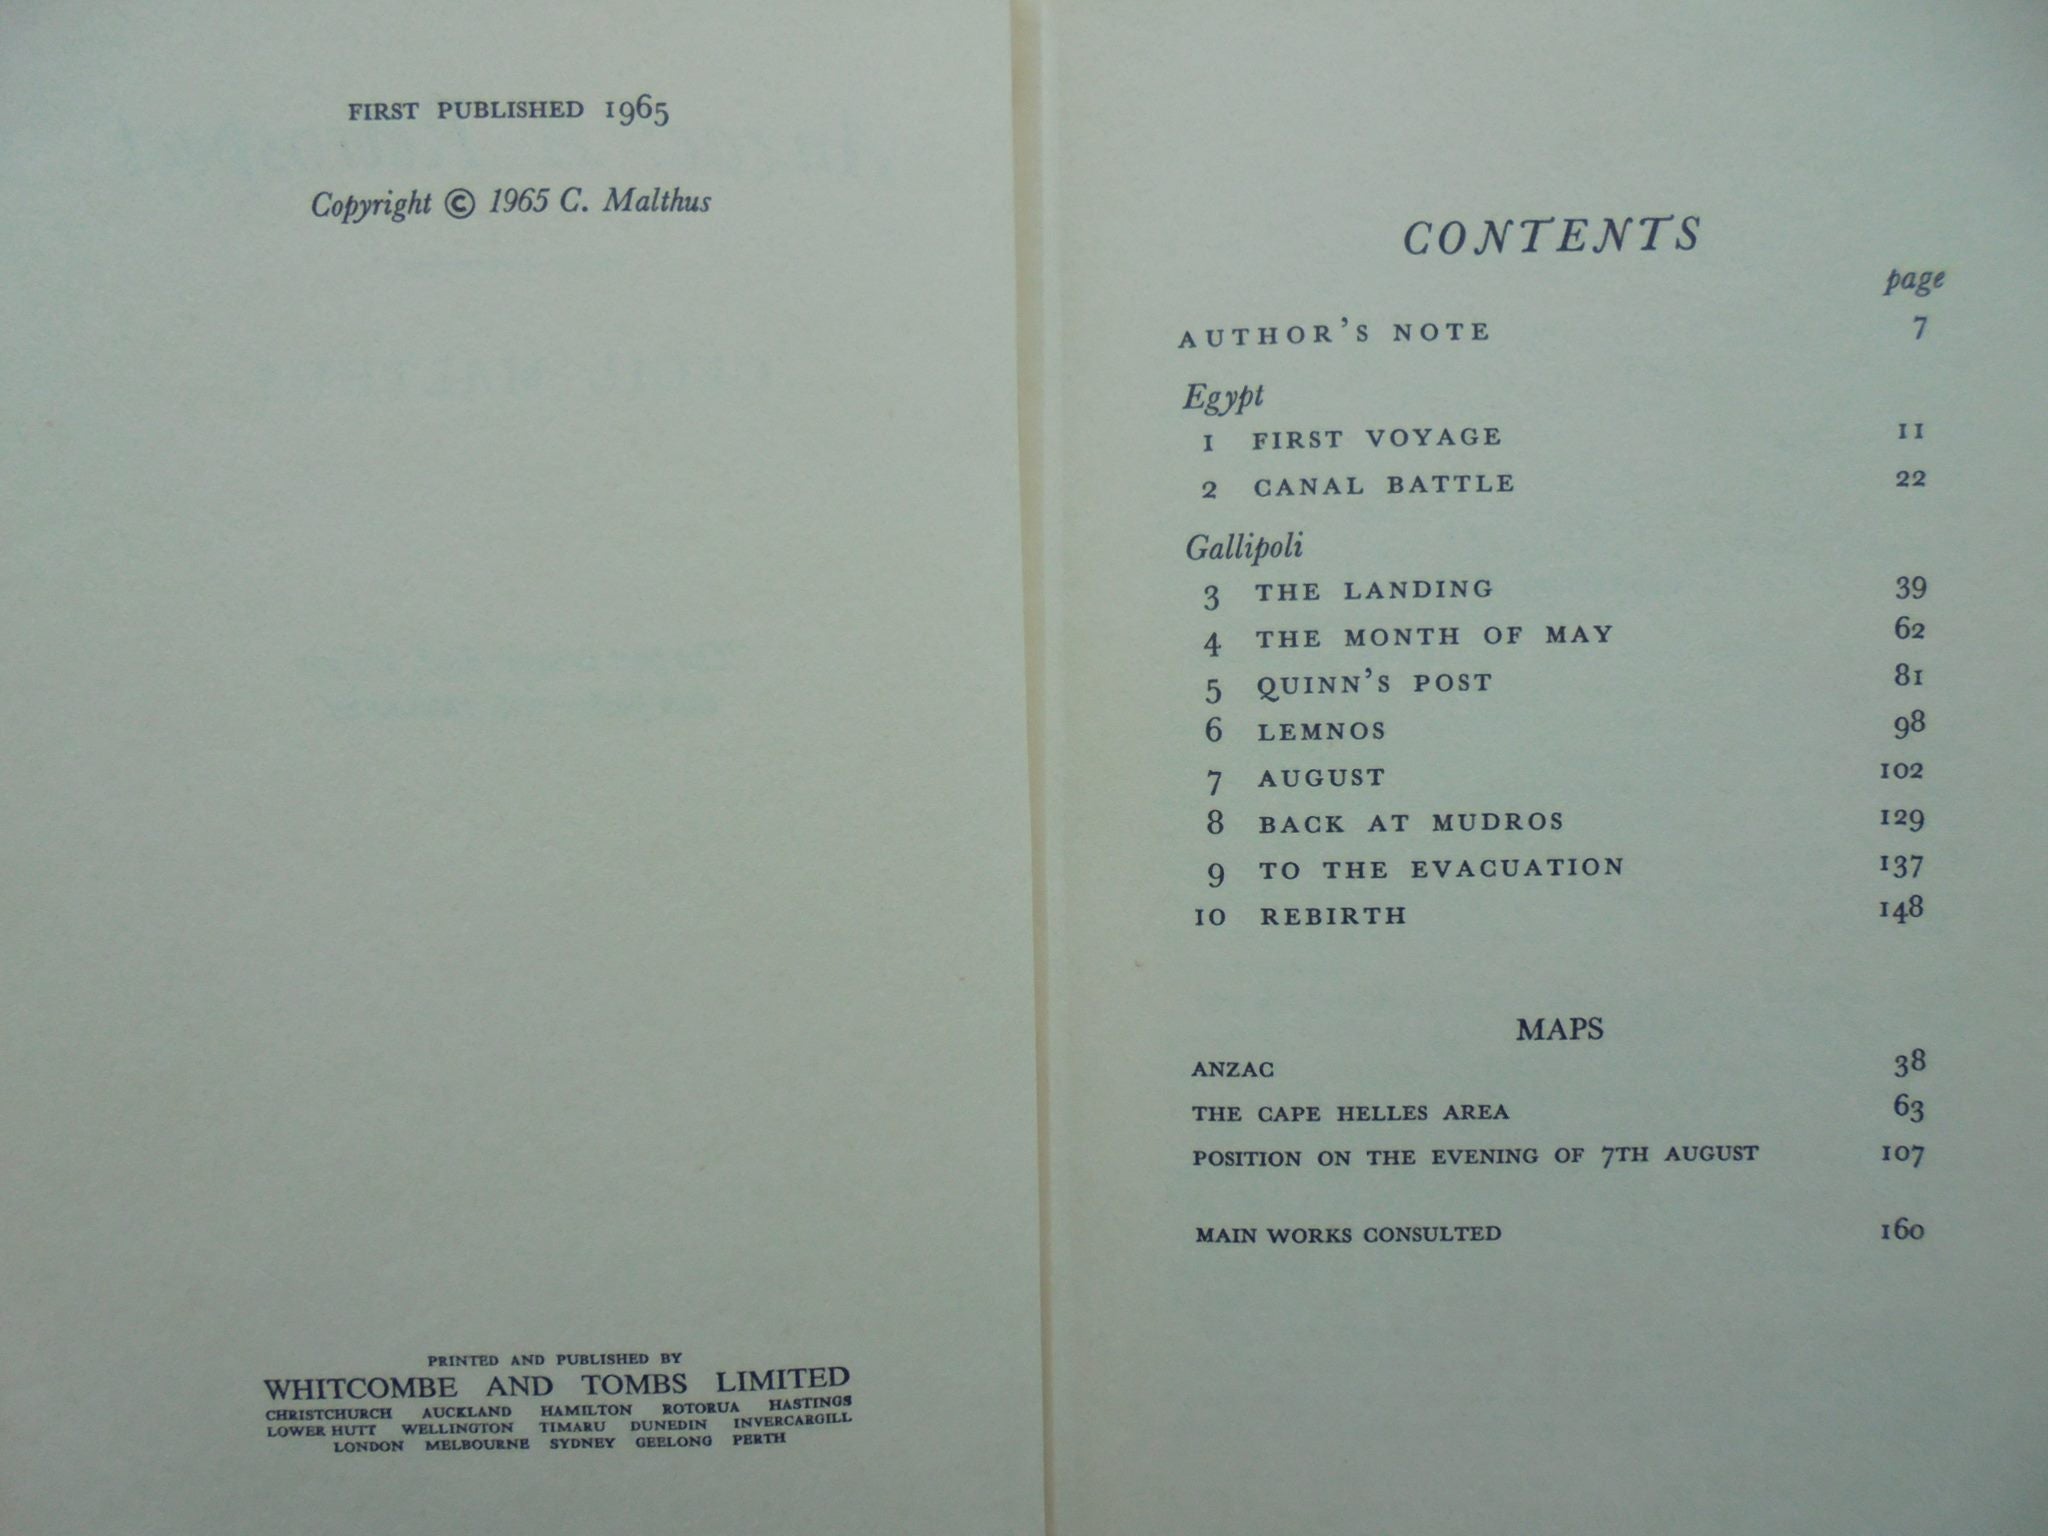 FIRST PUBLISHED 1965
Copyright © 1965 C. Malthus
PRINTED AND PUBLISHED BY
WHITCOMBE AND TOMBS LIMITED
CHRISTCHURCH AUCKLAND HAMILTON ROTORUA HASTINGS
LOWER HUTT WELLINGTON TIMARU DUNEDIN INVERCARGILL
LONDON MELBOURNE SYDNEY GEELONG PERTH
CONTENTS
page
AUTHOR'S NOTE 7
Egypt
1 FIRST VOYAGE 11
2 CANAL BATTLE 22
Gallipoli
3 THE LANDING 39
4 THE MONTH OF MAY 62
5 QUINN'S POST 81
6 LEMNOS 98
7 AUGUST 102
8 BACK AT MUDROS 129
9 TO THE EVACUATION 137
10 REBIRTH 148
MAPS
ANZAC 38
THE CAPE HELLES AREA 63
POSITION ON THE EVENING OF 7TH AUGUST 107
MAIN WORKS CONSULTED 160